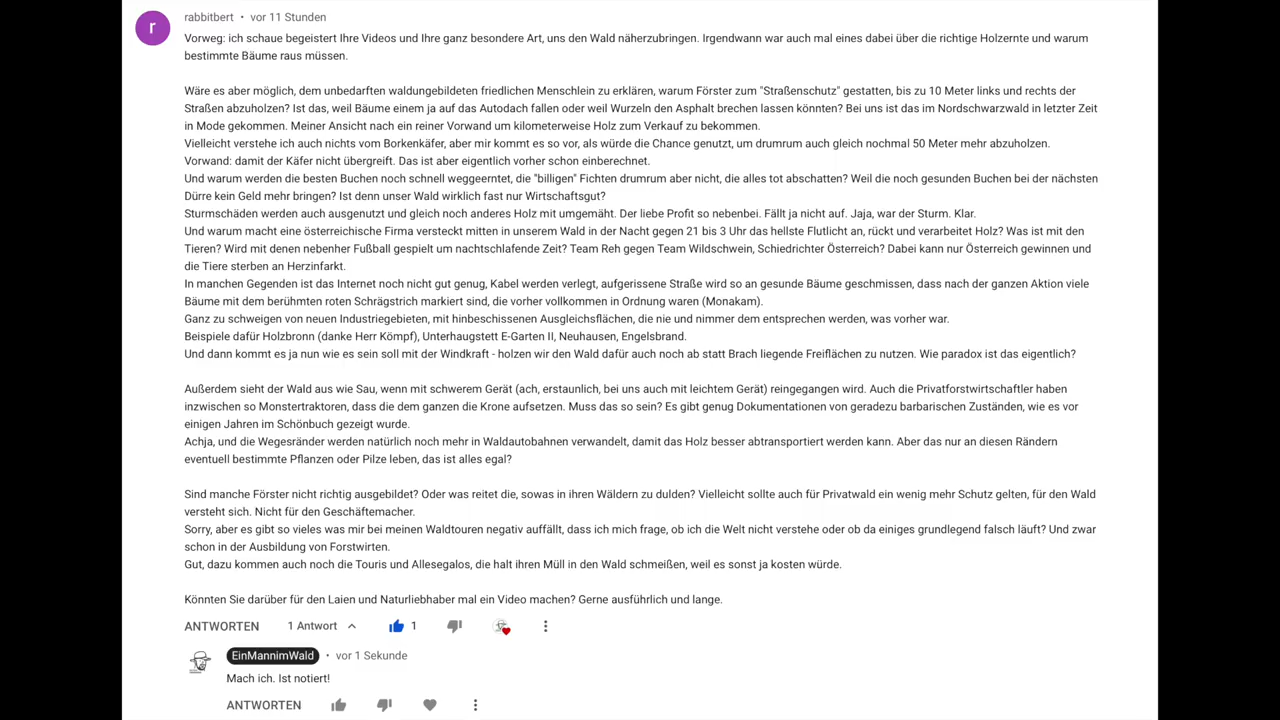 r
rabbitbert • vor 11 Stunden
Vorweg: ich schaue begeistert Ihre Videos und Ihre ganz besondere Art, uns den Wald näherzubringen. Irgendwann war auch mal eines dabei über die richtige Holzernte und warum
bestimmte Bäume raus müssen.
Wäre es aber möglich, dem unbedarften waldungebildeten friedlichen Menschlein zu erklären, warum Förster zum "Straßenschutz" gestatten, bis zu 10 Meter links und rechts der
Straßen abzuholzen? Ist das, weil Bäume einem ja auf das Autodach fallen oder weil Wurzeln den Asphalt brechen lassen könnten? Bei uns ist das im Nordschwarzwald in letzter Zeit
in Mode gekommen. Meiner Ansicht nach ein reiner Vorwand um kilometerweise Holz zum Verkauf zu bekommen.
Vielleicht verstehe ich auch nichts vom Borkenkäfer, aber mir kommt es so vor, als würde die Chance genutzt, um drumrum auch gleich nochmal 50 Meter mehr abzuholzen.
Vorwand: damit der Käfer nicht übergreift. Das ist aber eigentlich vorher schon einberechnet.
Und warum werden die besten Buchen noch schnell weggeerntet, die "billigen" Fichten drumrum aber nicht, die alles tot abschatten? Weil die noch gesunden Buchen bei der nächsten
Dürre kein Geld mehr bringen? Ist denn unser Wald wirklich fast nur Wirtschaftsgut?
Sturmschäden werden auch ausgenutzt und gleich noch anderes Holz mit umgemäht. Der liebe Profit so nebenbei. Fällt ja nicht auf. Jaja, war der Sturm. Klar.
Und warum macht eine österreichische Firma versteckt mitten in unserem Wald in der Nacht gegen 21 bis 3 Uhr das hellste Flutlicht an, rückt und verarbeitet Holz? Was ist mit den
Tieren? Wird mit denen nebenher Fußball gespielt um nachtschlafende Zeit? Team Reh gegen Team Wildschwein, Schiedrichter Österreich? Dabei kann nur Österreich gewinnen und
die Tiere sterben an Herzinfarkt.
In manchen Gegenden ist das Internet noch nicht gut genug, Kabel werden verlegt, aufgerissene Straße wird so an gesunde Bäume geschmissen, dass nach der ganzen Aktion viele
Bäume mit dem berühmten roten Schrägstrich markiert sind, die vorher vollkommen in Ordnung waren (Monakam).
Ganz zu schweigen von neuen Industriegebieten, mit hinbeschissenen Ausgleichsflächen, die nie und nimmer dem entsprechen werden, was vorher war.
Beispiele dafür Holzbronn (danke Herr Kömpf), Unterhaugstett E-Garten II, Neuhausen, Engelsbrand.
Und dann kommt es ja nun wie es sein soll mit der Windkraft - holzen wir den Wald dafür auch noch ab statt Brach liegende Freiflächen zu nutzen. Wie paradox ist das eigentlich?
Außerdem sieht der Wald aus wie Sau, wenn mit schwerem Gerät (ach, erstaunlich, bei uns auch mit leichtem Gerät) reingegangen wird. Auch die Privatforstwirtschaftler haben
inzwischen so Monstertraktoren, dass die dem ganzen die Krone aufsetzen. Muss das so sein? Es gibt genug Dokumentationen von geradezu barbarischen Zuständen, wie es vor
einigen Jahren im Schönbuch gezeigt wurde.
Achja, und die Wegesränder werden natürlich noch mehr in Waldautobahnen verwandelt, damit das Holz besser abtransportiert werden kann. Aber das nur an diesen Rändern
eventuell bestimmte Pflanzen oder Pilze leben, das ist alles egal?
Sind manche Förster nicht richtig ausgebildet? Oder was reitet die, sowas in ihren Wäldern zu dulden? Vielleicht sollte auch für Privatwald ein wenig mehr Schutz gelten, für den Wald
versteht sich. Nicht für den Geschäftemacher.
Sorry, aber es gibt so vieles was mir bei meinen Waldtouren negativ auffällt, dass ich mich frage, ob ich die Welt nicht verstehe oder ob da einiges grundlegend falsch läuft? Und zwar
schon in der Ausbildung von Forstwirten.
Gut, dazu kommen auch noch die Touris und Allesegalos, die halt ihren Müll in den Wald schmeißen, weil es sonst ja kosten würde.
Könnten Sie darüber für den Laien und Naturliebhaber mal ein Video machen? Gerne ausführlich und lange.
ANTWORTEN 1 Antwort 1
EinMannimWald • vor 1 Sekunde
Mach ich. Ist notiert!
ANTWORTEN